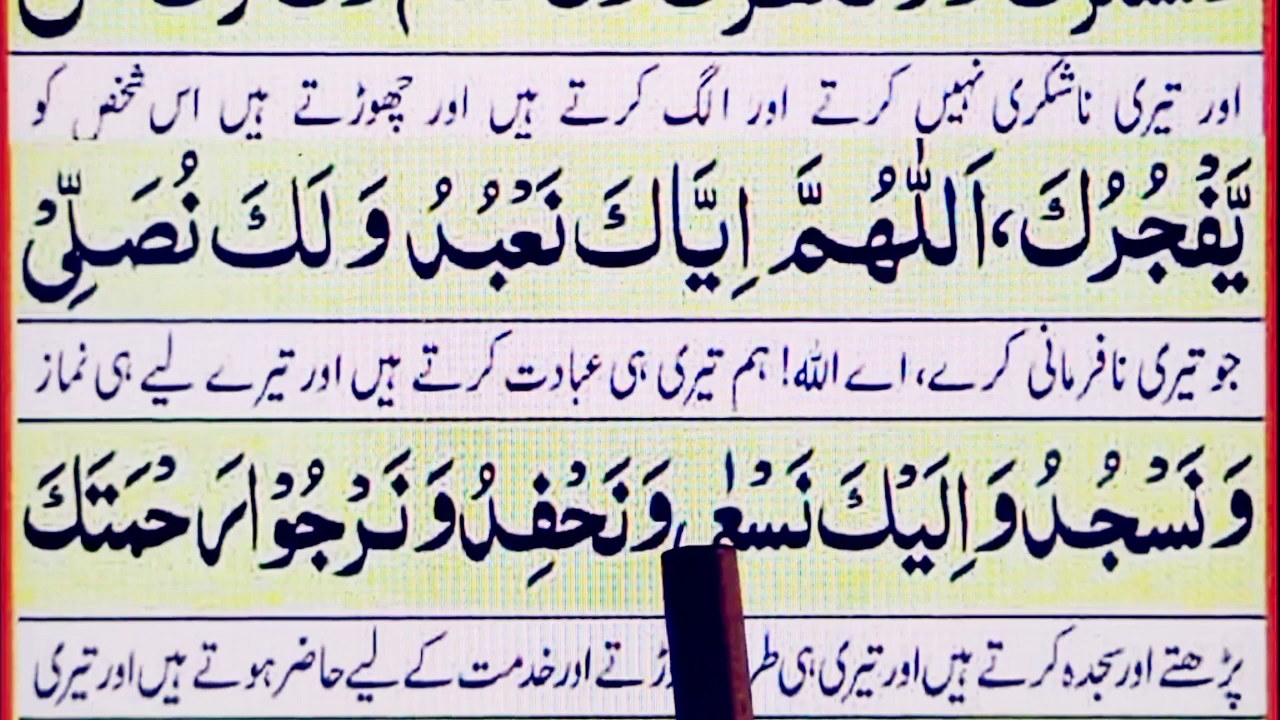 اور تیری ناشکری نہیں کرتے اور الگ کرتے ہیں اور چھوڑتے ہیں اس شخص کو
یَّفْجُرُكَ، اَللّٰهُمَّ اِیَّاكَ نَعْبُدُ وَ لَكَ نُصَلِّیْ
جو تیری نافرمانی کرے، اے اللہ! ہم تیری ہی عبادت کرتے ہیں اور تیرے لیے ہی نماز
وَ نَسْجُدُ وَ اِلَیْكَ نَسْعٰی وَ نَحْفِدُ وَ نَرْجُوْا رَحْمَتَكَ
پڑھتے اور سجدہ کرتے ہیں اور تیری ہی اور خدمت کے لیے حاضر ہوتے ہیں اور تیری